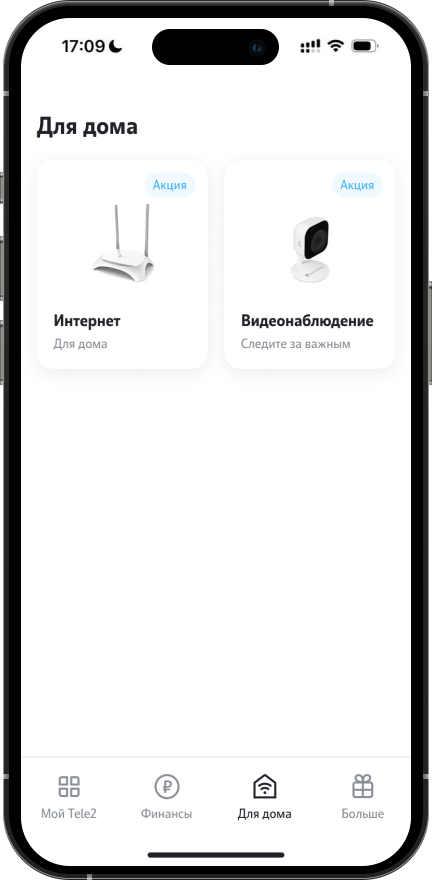 17:09
Для дома
Акция
Акция
Интернет
Видеонаблюдение
Для дома
Следите за важным
Мой Tele2
Финансы
Для дома
Больше